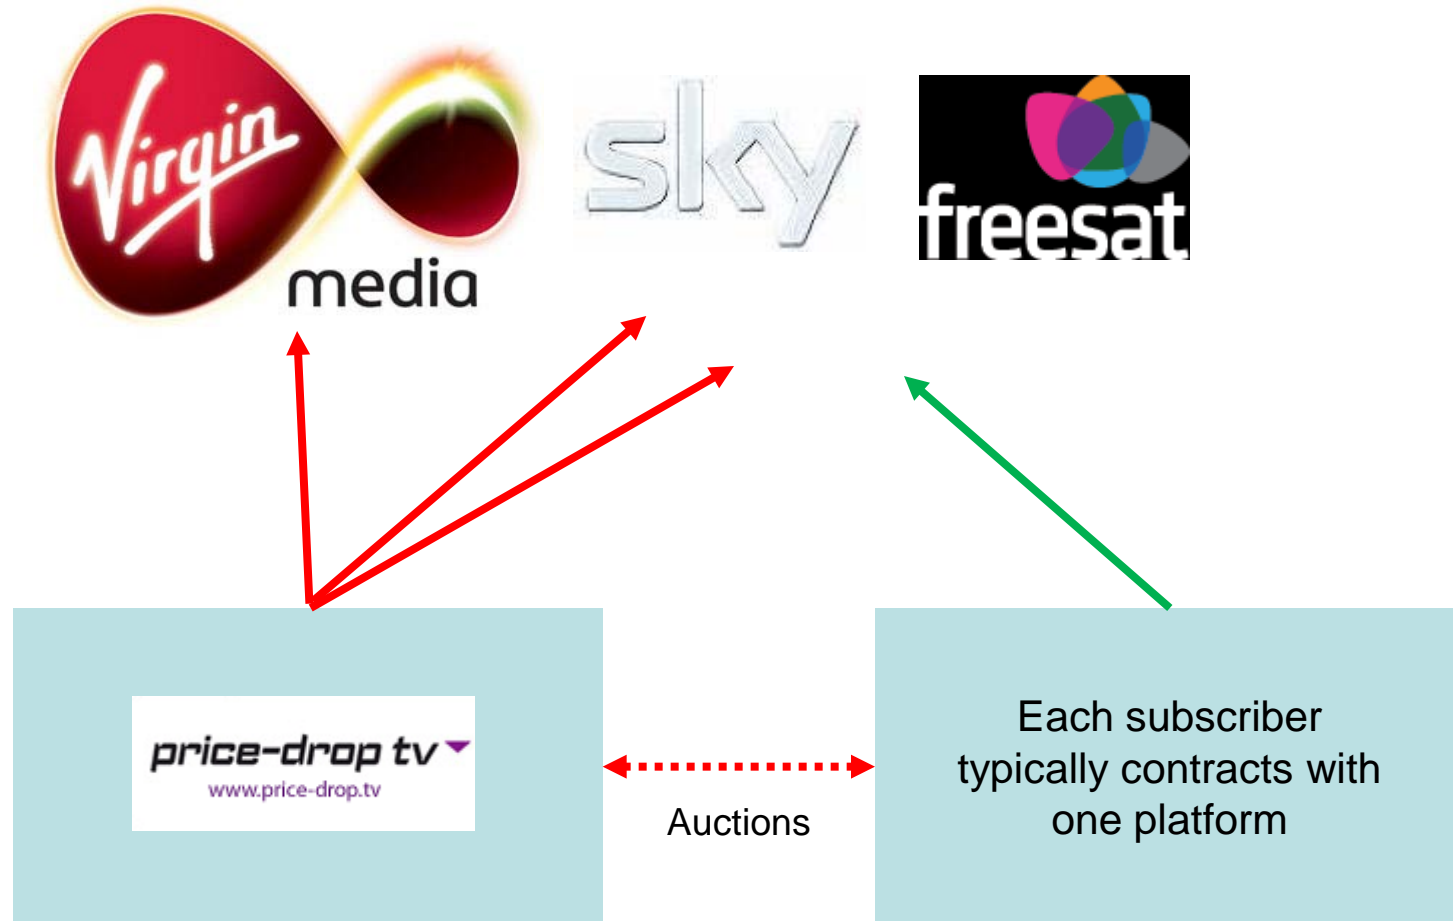 Virgin
media
sky
freesat
price-drop tv
www.price-drop.tv
Auctions
Each subscriber
typically contracts with
one platform